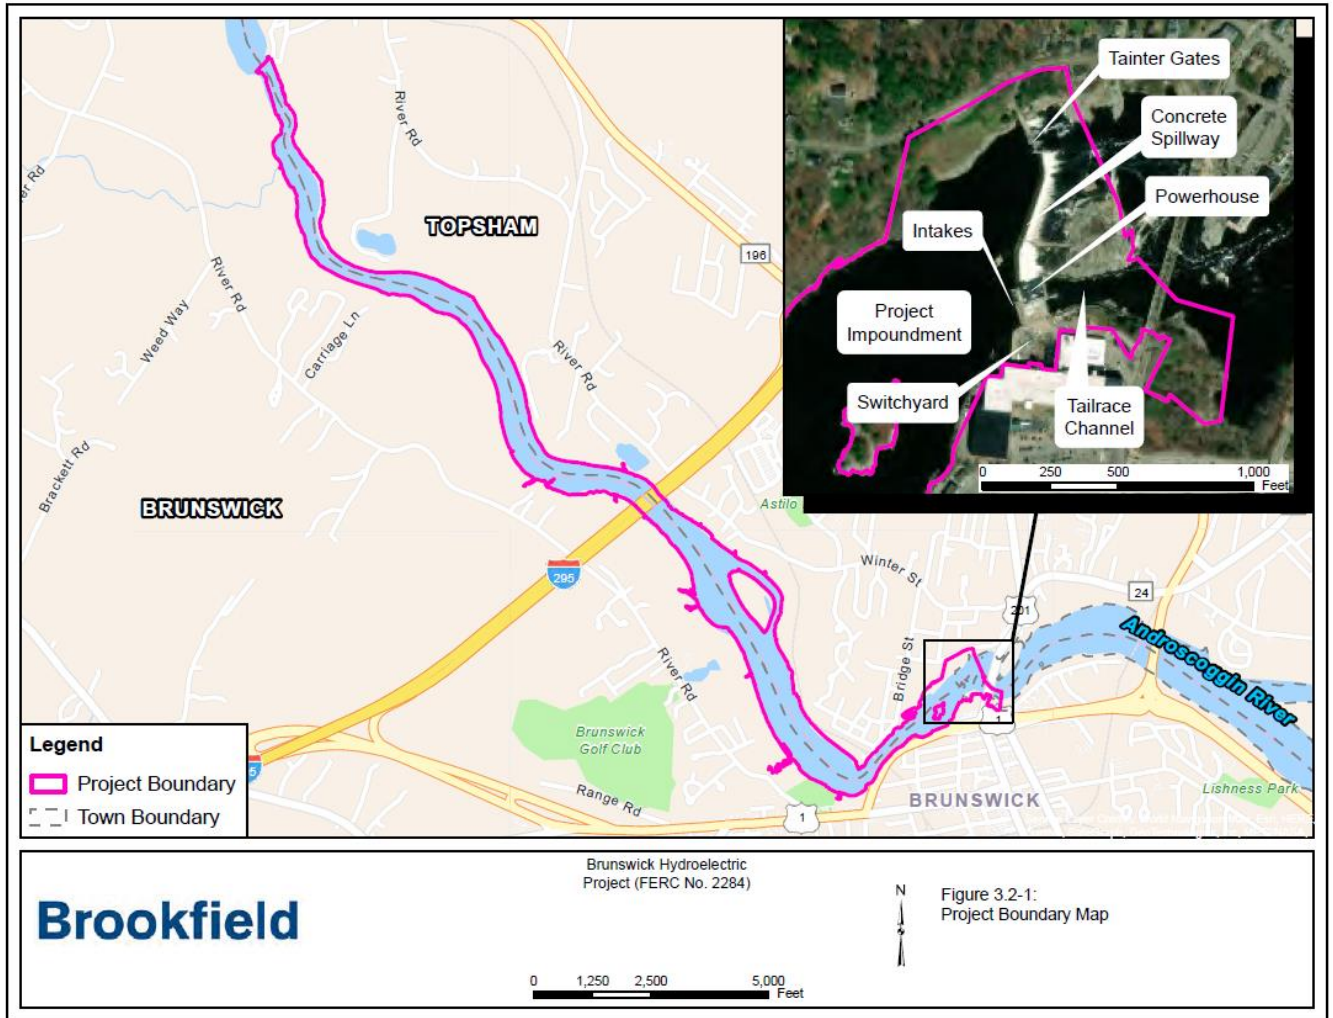 Tainter Gates
Concrete
Spillway
Powerhouse
Intakes
Project
Impoundment
Switchyard
Tailrace
Channel
0 250 500 1,000
Feet
River Rd
River Rd
TOPSHAM
196
River Rd
Weed Way
Carriage Ln
River Rd
Brackett Rd
BRUNSWICK
Astilo
295
Winter St
201
24
Androscoggin River
Bridge St
River Rd
1
Brunswick
Golf Club
Range Rd
1
BRUNSWICK
Lishness Park
Legend
Project Boundary
Town Boundary
Brunswick Hydroelectric
Project (FERC No. 2284)
Brookfield
N
Figure 3.2-1:
Project Boundary Map
0 1,250 2,500 5,000
Feet